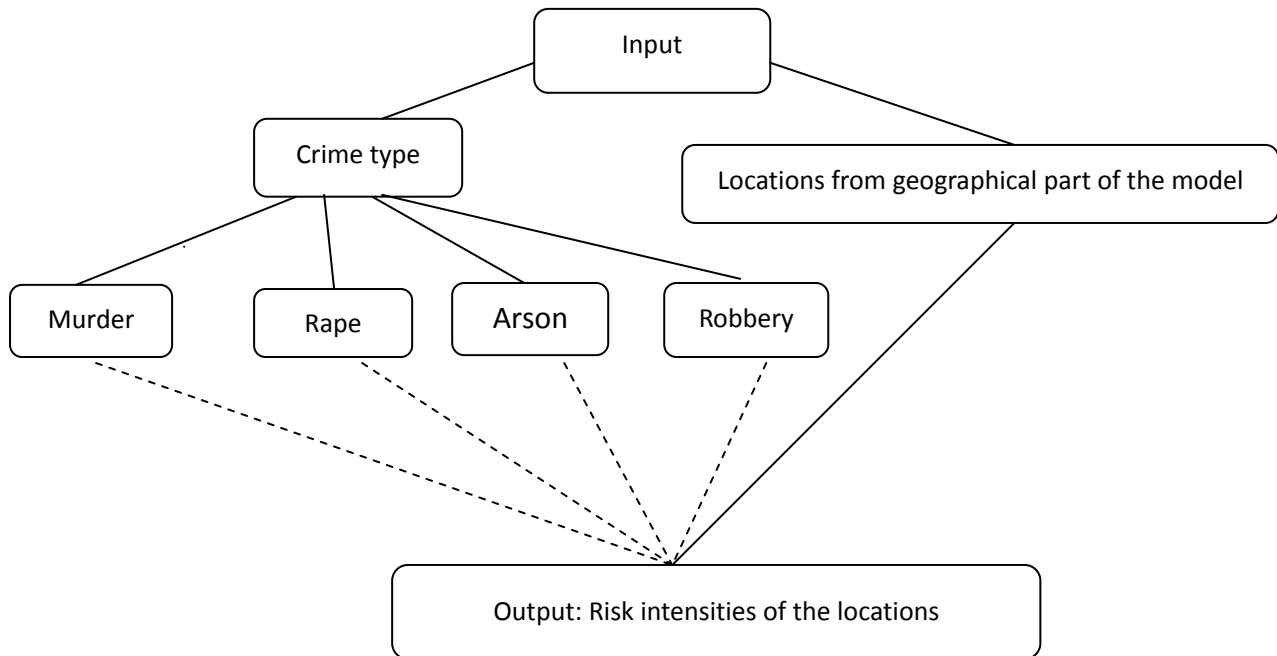 Input
Crime type
Locations from geographical part of the model
Murder
Rape
Arson
Robbery
Output: Risk intensities of the locations